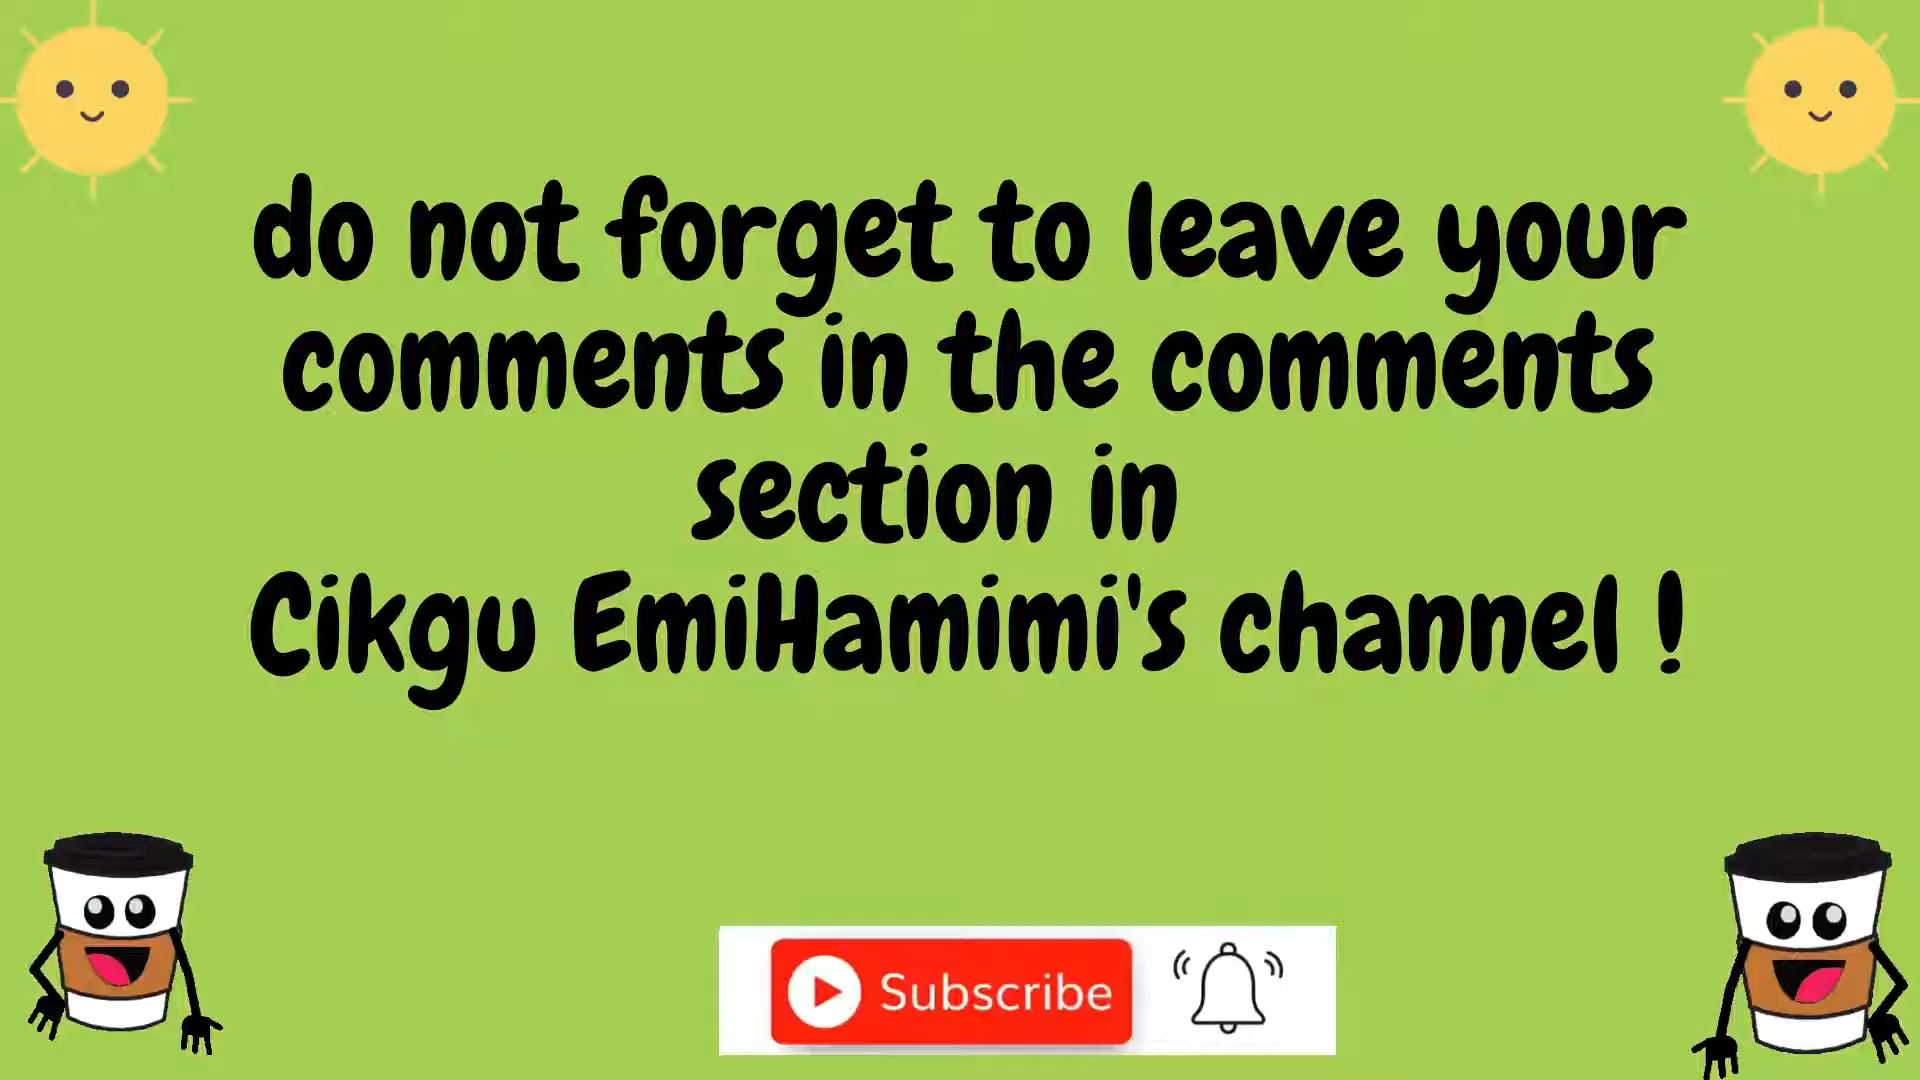 do not forget to leave your
comments in the comments
section in
Cikgu EmiHamimi's channel !
Subscribe